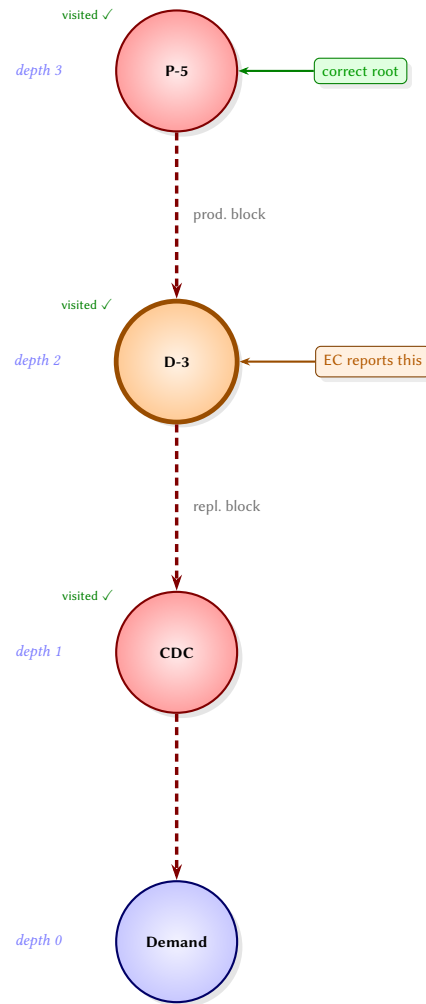 visited ✓
depth 3
P-5
correct root
prod. block
visited ✓
depth 2
D-3
EC reports this
repl. block
visited ✓
depth 1
CDC
depth 0
Demand